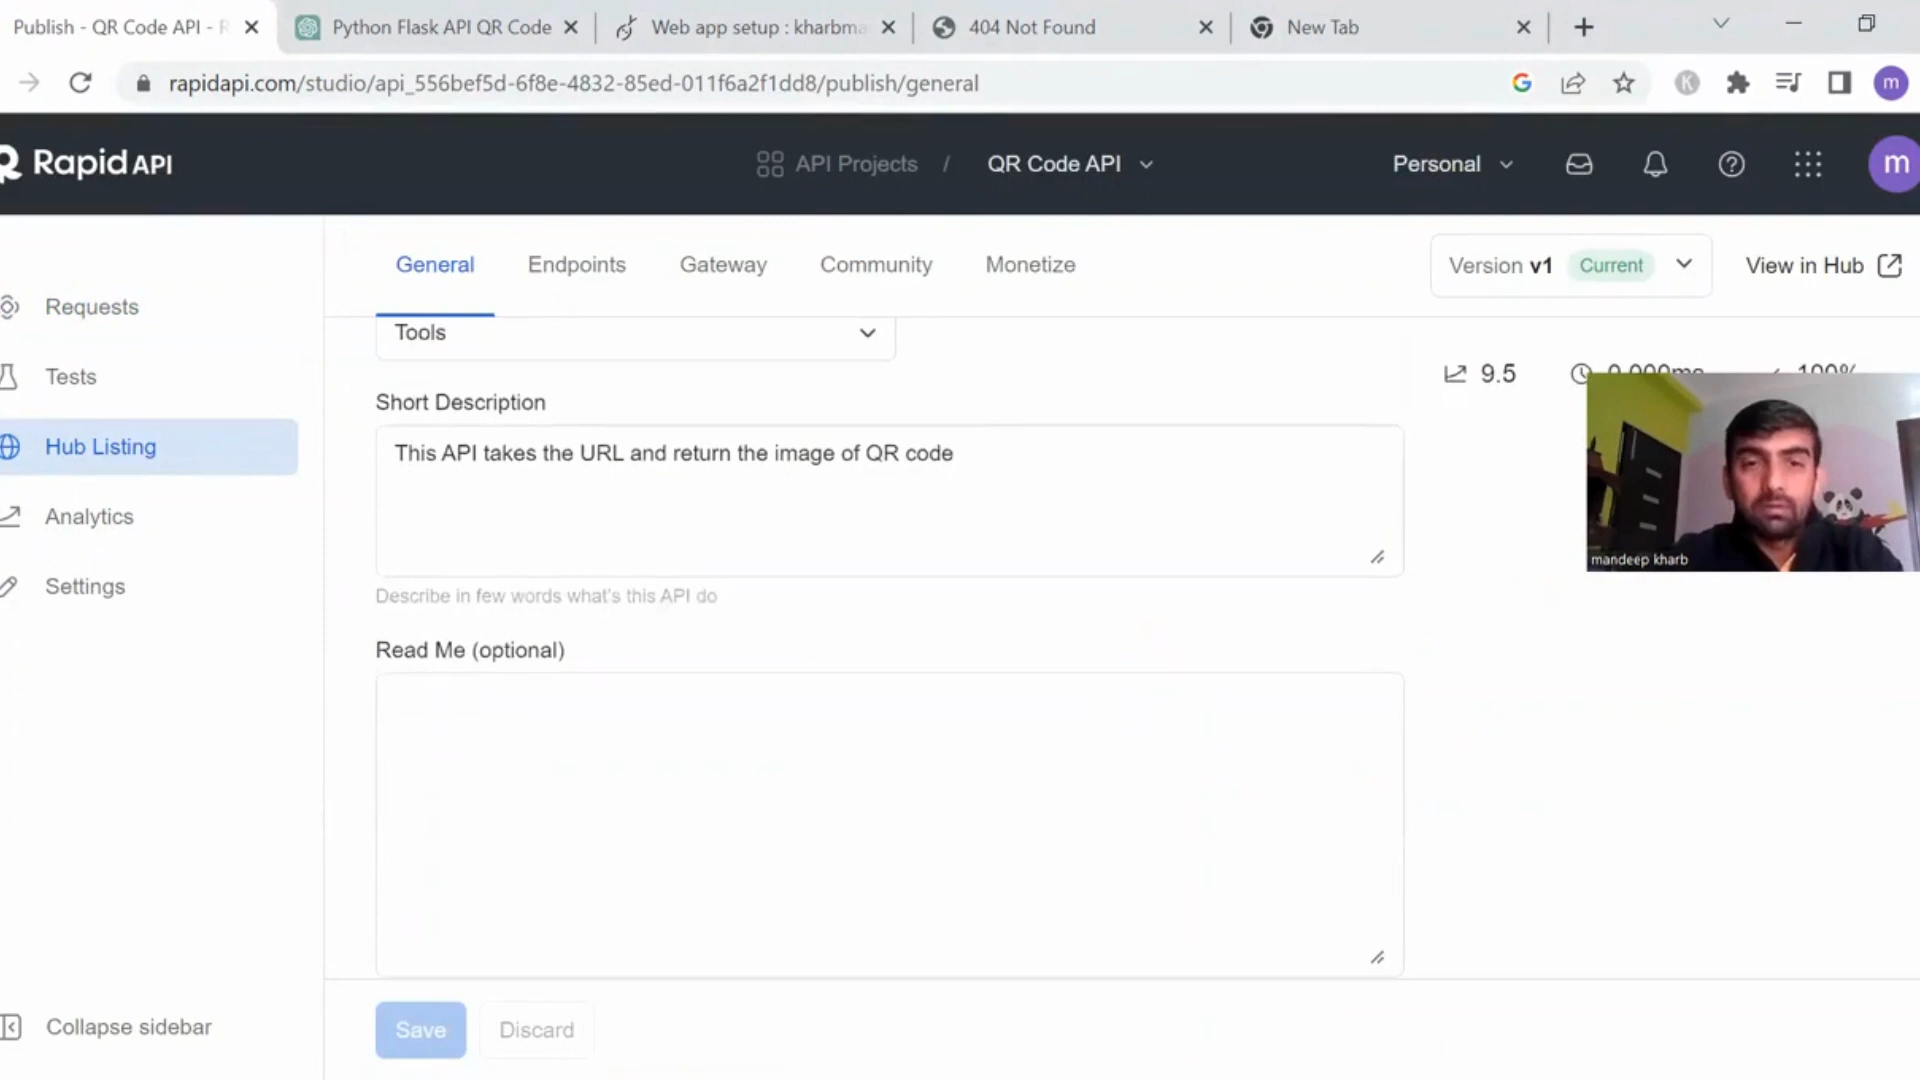 Publish - QR Code API - R
Python Flask API QR Code
Web app setup : kharbma
404 Not Found
New Tab
rapidapi.com/studio/api_556bef5d-6f8e-4832-85ed-011f6a2f1dd8/publish/general
K
m
Rapid API
API Projects / QR Code API
Personal
m
General
Endpoints
Gateway
Community
Monetize
Version v1 Current
View in Hub
Requests
Tests
Hub Listing
Analytics
Settings
Collapse sidebar
Tools
9.5
0.000ms
100%
Short Description
This API takes the URL and return the image of QR code
Describe in few words what's this API do
Read Me (optional)
mandeep kharb
Save
Discard